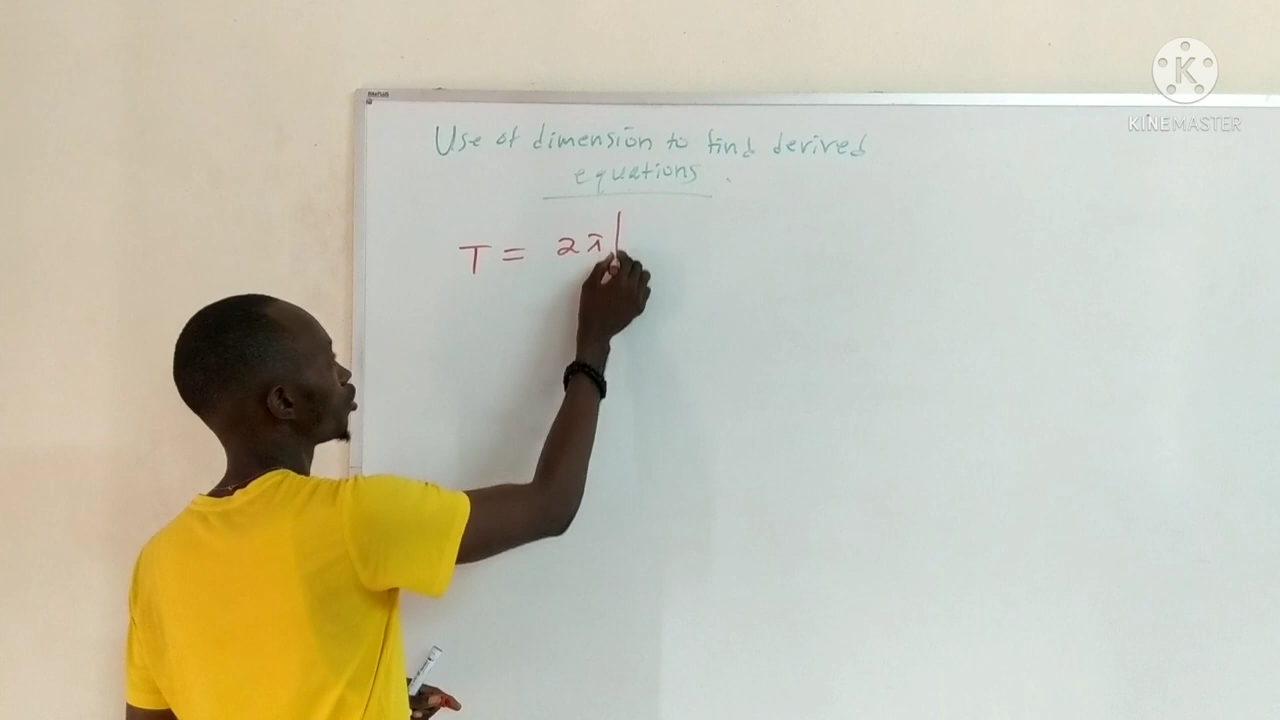 Use of dimension to find derived
equations.
T = 2π
K
KINEMASTER